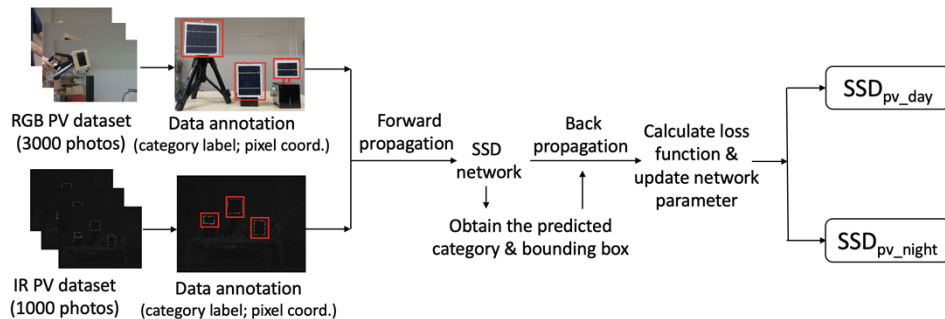 RGB PV dataset
(3000 photos)
Data annotation
(category label; pixel coord.)
IR PV dataset
(1000 photos)
Data annotation
(category label; pixel coord.)
Forward
propagation
SSD
network
Back
propagation
Obtain the predicted
category & bounding box
Calculate loss
function &
update network
parameter
SSDpv_day
SSDpv_night